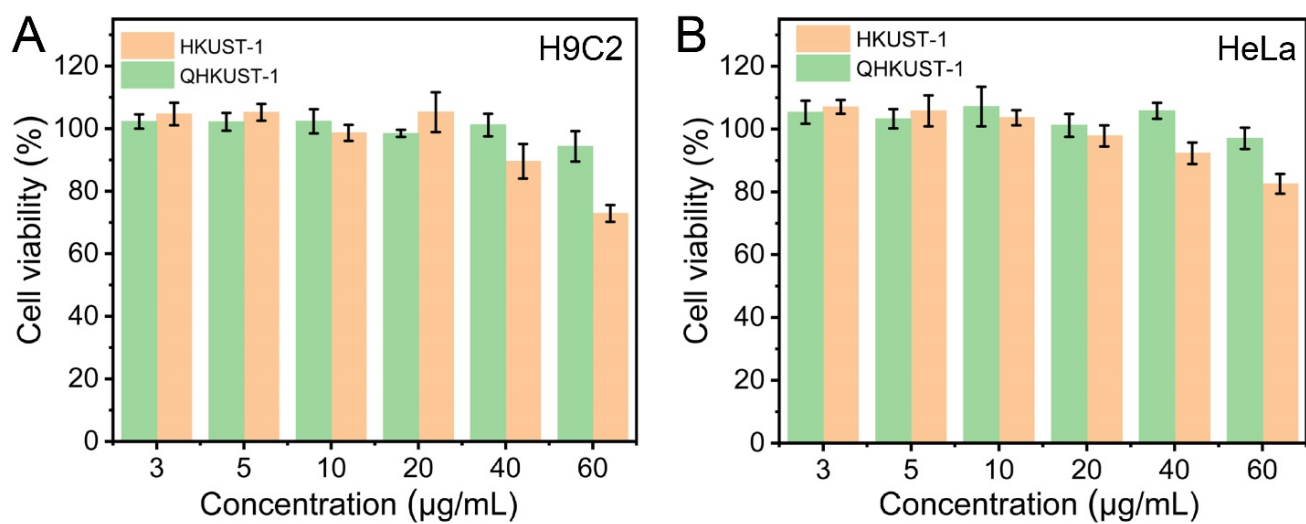 A
HKUST-1
QHKUST-1
H9C2
120
100
80
60
40
20
0
Cell viability (%)
3 5 10 20 40 60
Concentration (μg/mL)
B
HKUST-1
QHKUST-1
HeLa
120
100
80
60
40
20
0
Cell viability (%)
3 5 10 20 40 60
Concentration (μg/mL)